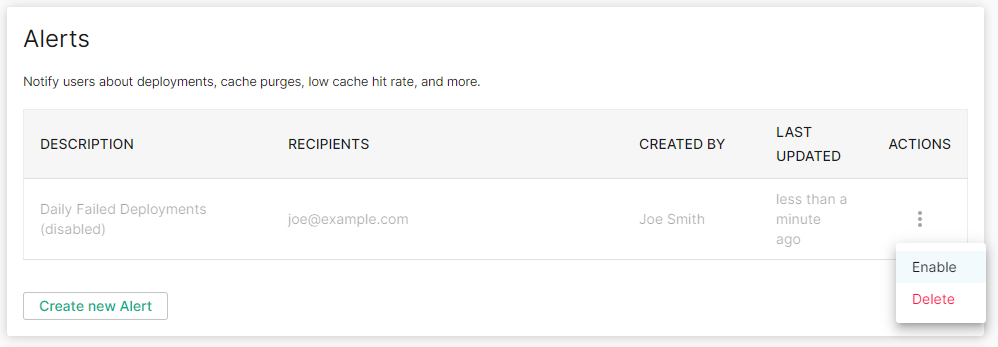 Alerts
Notify users about deployments, cache purges, low cache hit rate, and more.
DESCRIPTION
RECIPIENTS
CREATED BY
LAST
UPDATED
ACTIONS
Daily Failed Deployments
(disabled)
joe@example.com
Joe Smith
less than a
minute
ago
Enable
Delete
Create new Alert